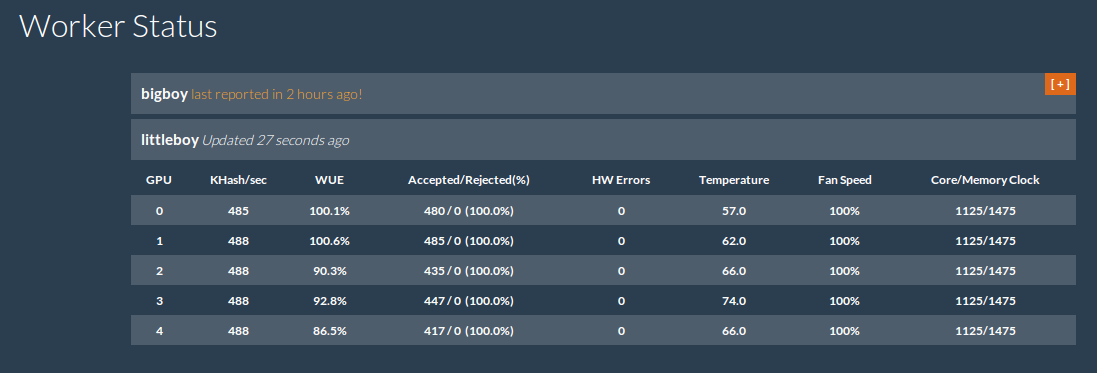 Worker Status
bigboy last reported in 2 hours ago! [ + ]
littleboy Updated 27 seconds ago
GPU KHash/sec WUE Accepted/Rejected(%) HW Errors Temperature Fan Speed Core/Memory Clock
0 485 100.1% 480 / 0 (100.0%) 0 57.0 100% 1125/1475
1 488 100.6% 485 / 0 (100.0%) 0 62.0 100% 1125/1475
2 488 90.3% 435 / 0 (100.0%) 0 66.0 100% 1125/1475
3 488 92.8% 447 / 0 (100.0%) 0 74.0 100% 1125/1475
4 488 86.5% 417 / 0 (100.0%) 0 66.0 100% 1125/1475